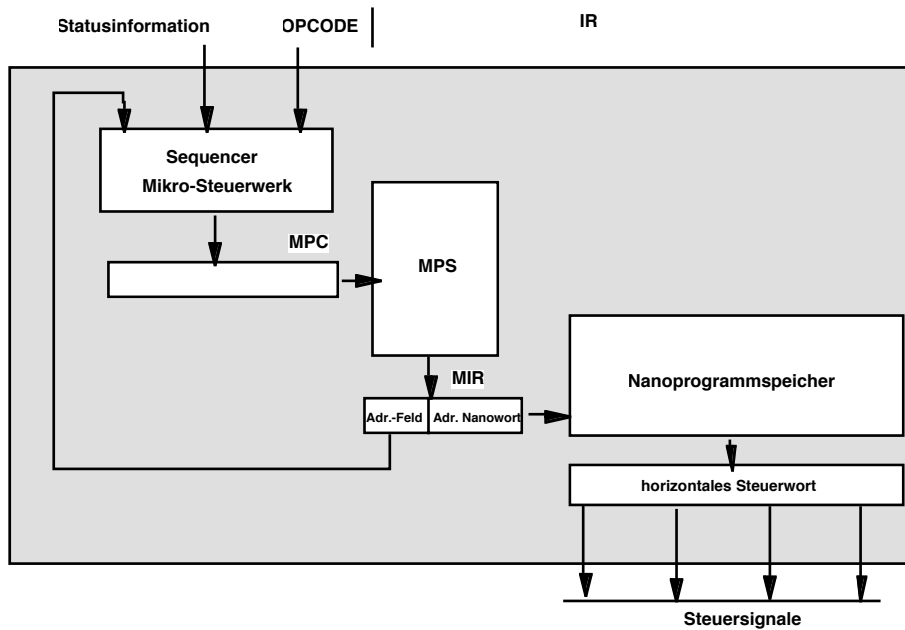 Statusinformation
OPCODE
IR
Sequencer
Mikro-Steuerwerk
MPC
MPS
MIR
Adr.-Feld
Adr. Nanowort
Nanoprogrammspeicher
horizontales Steuerwort
Steuersignale